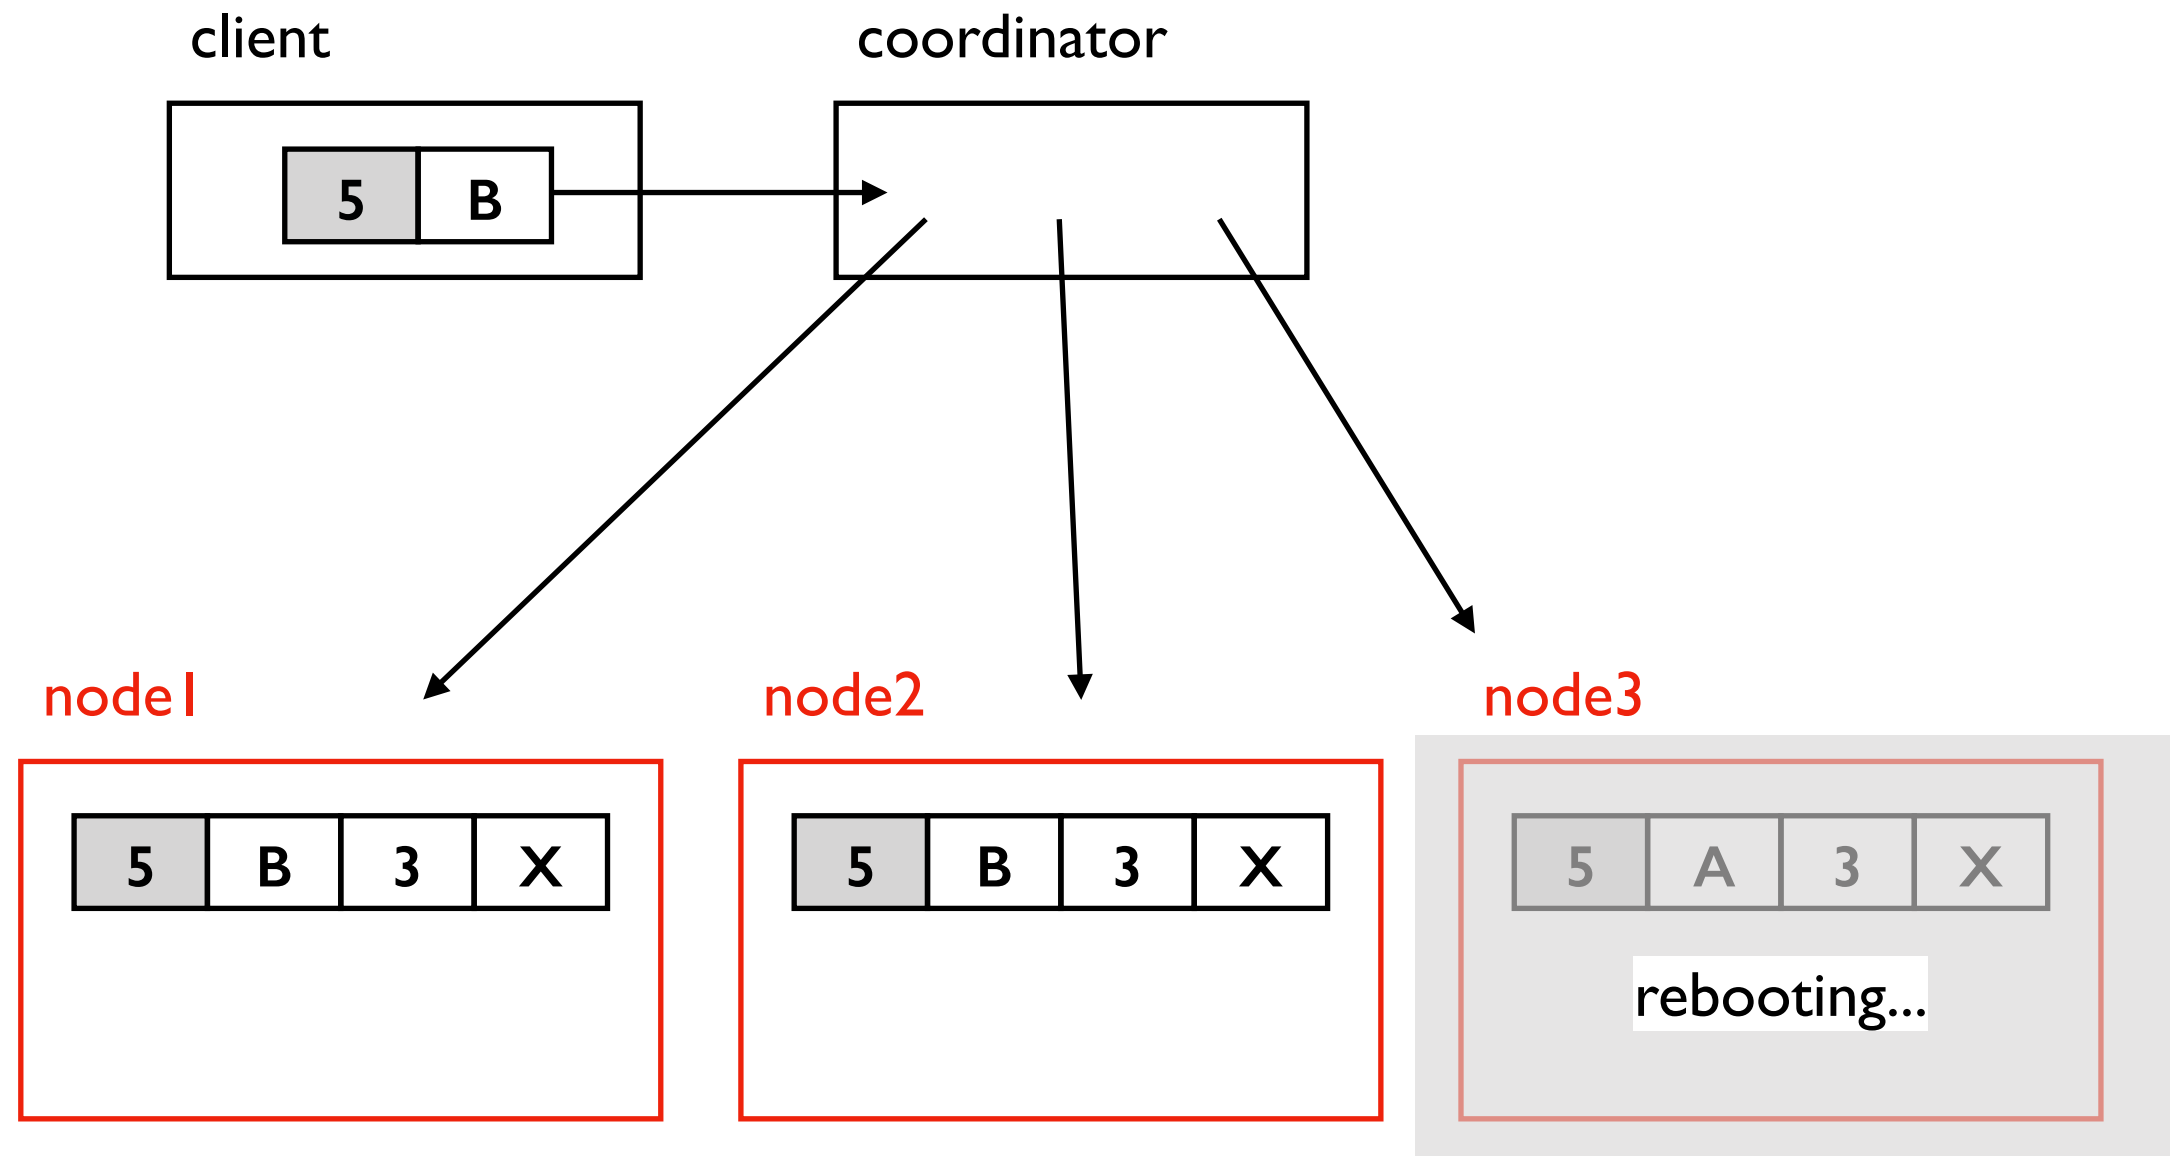 client coordinator
5 B
node1 node2 node3
5 B 3 X 5 B 3 X 5 A 3 X
rebooting...